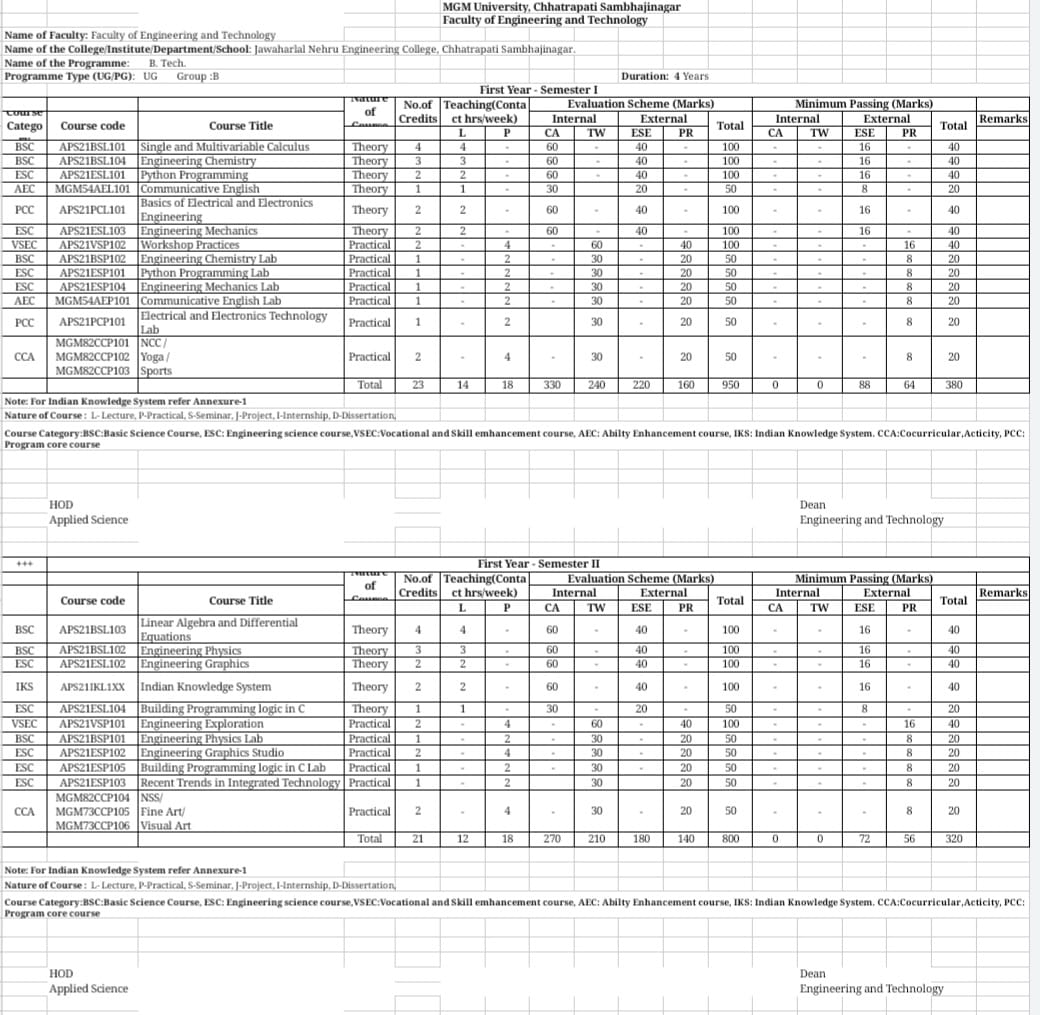 MGM University, Chhatrapati Sambhajinagar
Faculty of Engineering and Technology
Name of Faculty: Faculty of Engineering and Technology
Name of the College/Institute/Department/School: Jawaharlal Nehru Engineering College, Chhatrapati Sambhajinagar.
Name of the Programme: B. Tech.
Programme Type (UG/PG): UG Group :B Duration: 4 Years
First Year - Semester I
Course Catego Course code Course Title Nature of Course No.of Credits Teaching(Conta ct hrs/week) Evaluation Scheme (Marks) Minimum Passing (Marks) Remarks
Internal External Total Internal External Total
L P CA TW ESE PR CA TW ESE PR
BSC APS21BSL101 Single and Multivariable Calculus Theory 4 4 - 60 - 40 - 100 - - 16 - 40
BSC APS21BSL104 Engineering Chemistry Theory 3 3 - 60 - 40 - 100 - - 16 - 40
ESC APS21ESL101 Python Programming Theory 2 2 - 60 - 40 - 100 - - 16 - 40
AEC MGM54AEL101 Communicative English Theory 1 1 - 30 20 - 50 - - 8 - 20
PCC APS21PCL101 Basics of Electrical and Electronics Engineering Theory 2 2 - 60 - 40 - 100 - - 16 - 40
ESC APS21ESL103 Engineering Mechanics Theory 2 2 - 60 - 40 - 100 - - 16 - 40
VSEC APS21VSP102 Workshop Practices Practical 2 - 4 - 60 - 40 100 - - - 16 40
BSC APS21BSP102 Engineering Chemistry Lab Practical 1 - 2 - 30 - 20 50 - - - 8 20
ESC APS21ESP101 Python Programming Lab Practical 1 - 2 - 30 - 20 50 - - - 8 20
ESC APS21ESP104 Engineering Mechanics Lab Practical 1 - 2 - 30 - 20 50 - - - 8 20
AEC MGM54AEP101 Communicative English Lab Practical 1 - 2 - 30 - 20 50 - - - 8 20
PCC APS21PCP101 Electrical and Electronics Technology Lab Practical 1 - 2 30 - 20 50 - - - 8 20
MGM82CCP101 NCC/
CCA MGM82CCP102 Yoga/ Practical 2 - 4 - 30 - 20 50 - - - 8 20
MGM82CCP103 Sports
Total 23 14 18 330 240 220 160 950 0 0 88 64 380
Note: For Indian Knowledge System refer Annexure-1
Nature of Course : L- Lecture, P-Practical, S-Seminar, J-Project, I-Internship, D-Dissertation,
Course Category:BSC:Basic Science Course, ESC: Engineering science course,VSEC:Vocational and Skill emhancement course, AEC: Abilty Enhancement course, IKS: Indian Knowledge System. CCA:Cocurricular,Acticity, PCC:
Program core course
HOD Dean
Applied Science Engineering and Technology
+++ First Year - Semester II
Course code Course Title Nature of Course No.of Credits Teaching(Conta ct hrs/week) Evaluation Scheme (Marks) Minimum Passing (Marks) Remarks
Internal External Total Internal External Total
L P CA TW ESE PR CA TW ESE PR
BSC APS21BSL103 Linear Algebra and Differential Equations Theory 4 4 - 60 - 40 - 100 - - 16 - 40
BSC APS21BSL102 Engineering Physics Theory 3 3 - 60 - 40 - 100 - - 16 - 40
ESC APS21ESL102 Engineering Graphics Theory 2 2 - 60 - 40 - 100 - - 16 - 40
IKS APS21IKL1XX Indian Knowledge System Theory 2 2 - 60 - 40 - 100 - - 16 - 40
ESC APS21ESL104 Building Programming logic in C Theory 1 1 - 30 - 20 - 50 - - 8 - 20
VSEC APS21VSP101 Engineering Exploration Practical 2 - 4 - 60 - 40 100 - - - 16 40
BSC APS21BSP101 Engineering Physics Lab Practical 1 - 2 - 30 - 20 50 - - - 8 20
ESC APS21ESP102 Engineering Graphics Studio Practical 2 - 4 - 30 - 20 50 - - - 8 20
ESC APS21ESP105 Building Programming logic in C Lab Practical 1 - 2 - 30 - 20 50 - - - 8 20
ESC APS21ESP103 Recent Trends in Integrated Technology Practical 1 - 2 30 20 50 - - - 8 20
MGM82CCP104 NSS/
CCA MGM73CCP105 Fine Art/ Practical 2 - 4 - 30 - 20 50 - - - 8 20
MGM73CCP106 Visual Art
Total 21 12 18 270 210 180 140 800 0 0 72 56 320
Note: For Indian Knowledge System refer Annexure-1
Nature of Course : L- Lecture, P-Practical, S-Seminar, J-Project, I-Internship, D-Dissertation,
Course Category:BSC:Basic Science Course, ESC: Engineering science course,VSEC:Vocational and Skill emhancement course, AEC: Abilty Enhancement course, IKS: Indian Knowledge System. CCA:Cocurricular,Acticity, PCC:
Program core course
HOD Dean
Applied Science Engineering and Technology